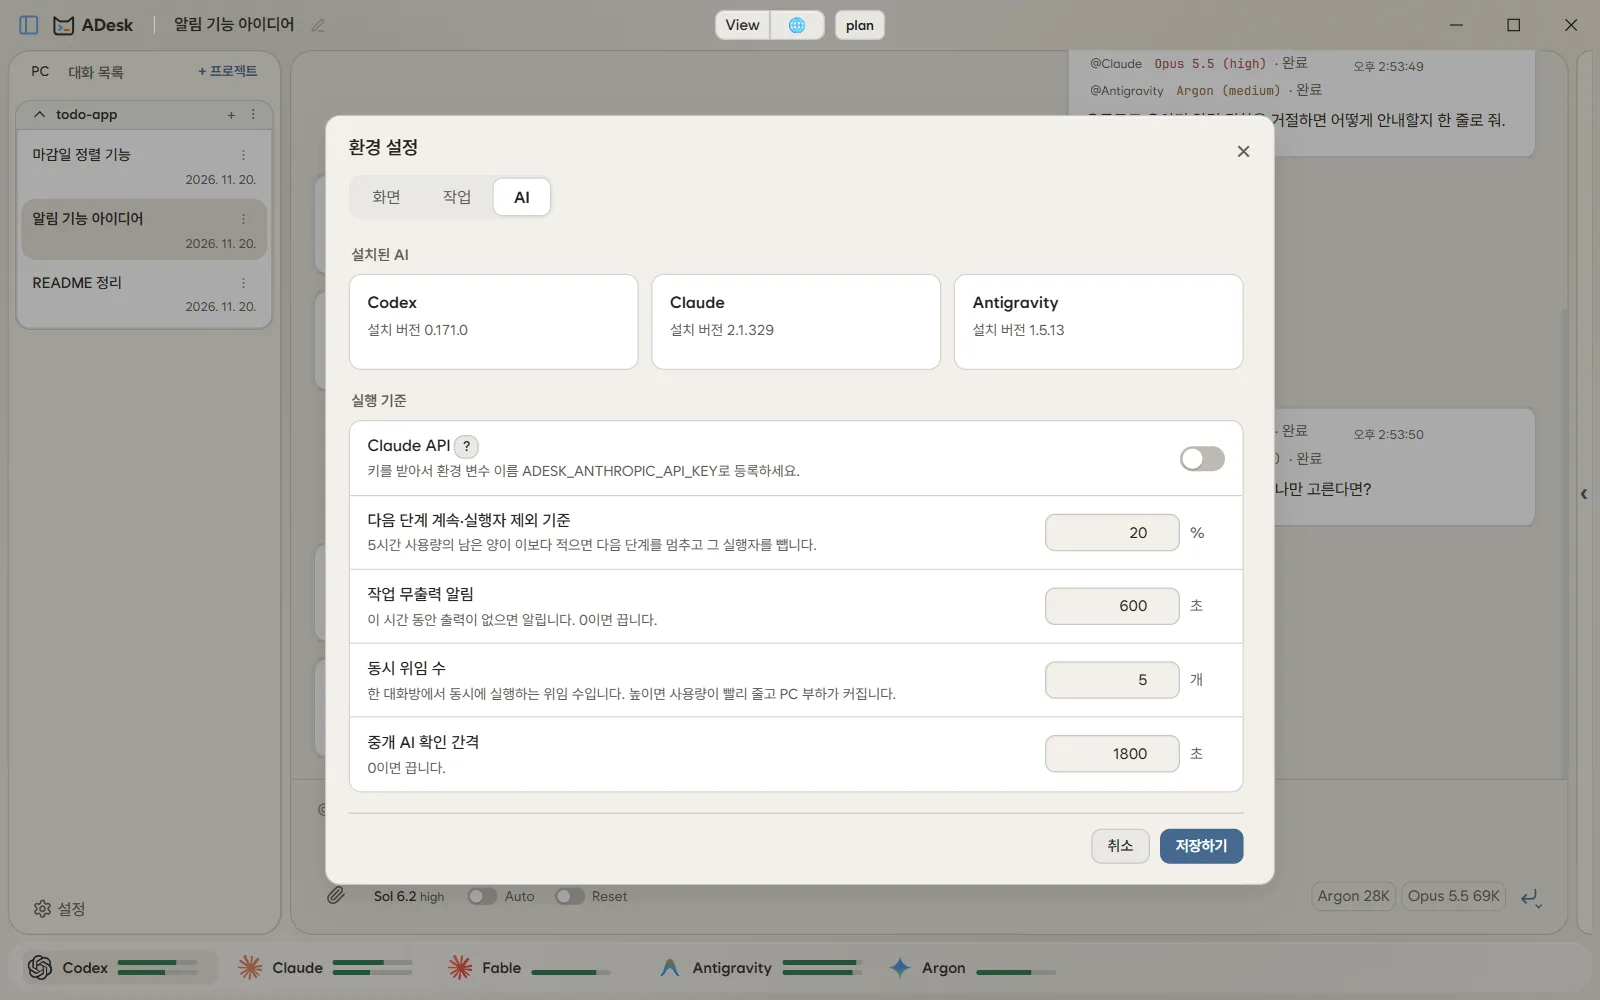 ADesk
알림 기능 아이디어
View
plan
PC
대화 목록
+ 프로젝트
todo-app
마감일 정렬 기능
2026. 11. 20.
알림 기능 아이디어
2026. 11. 20.
README 정리
2026. 11. 20.
설정
@Claude Opus 5.5 (high) · 완료
오후 2:53:49
@Antigravity Argon (medium) · 완료
거절하면 어떻게 안내할지 한 줄로 줘.
· 완료
오후 2:53:50
· 완료
나만 고른다면?
환경 설정
화면
작업
AI
설치된 AI
Codex
설치 버전 0.171.0
Claude
설치 버전 2.1.329
Antigravity
설치 버전 1.5.13
실행 기준
Claude API ?
키를 받아서 환경 변수 이름 ADESK_ANTHROPIC_API_KEY로 등록하세요.
다음 단계 계속·실행자 제외 기준
5시간 사용량의 남은 양이 이보다 적으면 다음 단계를 멈추고 그 실행자를 뺍니다.
20 %
작업 무출력 알림
이 시간 동안 출력이 없으면 알립니다. 0이면 끕니다.
600 초
동시 위임 수
한 대화방에서 동시에 실행하는 위임 수입니다. 높이면 사용량이 빨리 줄고 PC 부하가 커집니다.
5 개
중개 AI 확인 간격
0이면 끕니다.
1800 초
취소
저장하기
Sol 6.2 high
Auto
Reset
Argon 28K
Opus 5.5 69K
Codex
Claude
Fable
Antigravity
Argon